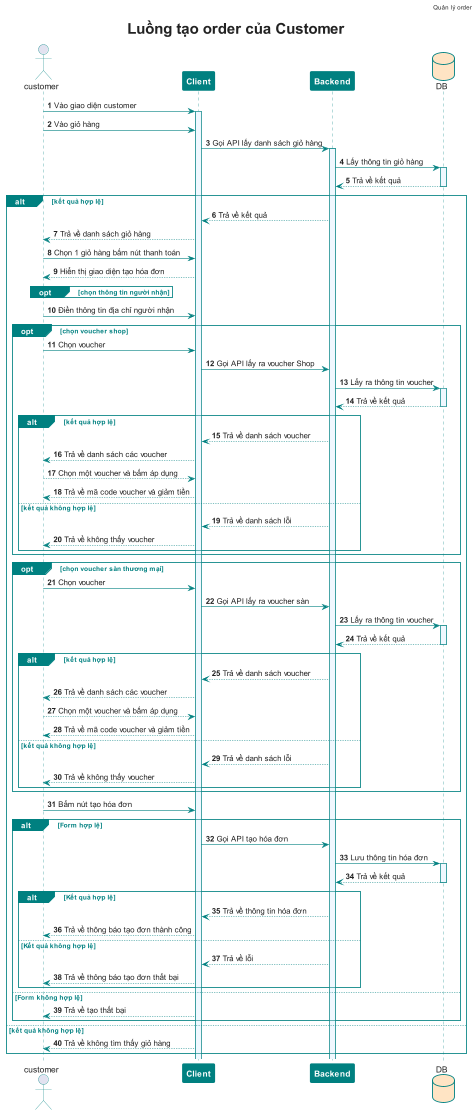 Quản lý order
Luồng tạo order của Customer
customer
Client
Backend
DB
1 Vào giao diện customer
2 Vào giỏ hàng
3 Gọi API lấy danh sách giỏ hàng
4 Lấy thông tin giỏ hàng
5 Trả về kết quả
alt [kết quả hợp lệ]
6 Trả về kết quả
7 Trả về danh sách giỏ hàng
8 Chọn 1 giỏ hàng bấm nút thanh toán
9 Hiển thị giao diện tạo hóa đơn
opt [chọn thông tin người nhận]
10 Điền thông tin địa chỉ người nhận
opt [chọn voucher shop]
11 Chọn voucher
12 Gọi API lấy ra voucher Shop
13 Lấy ra thông tin voucher
14 Trả về kết quả
alt [kết quả hợp lệ]
15 Trả về danh sách voucher
16 Trả về danh sách các voucher
17 Chọn một voucher và bấm áp dụng
18 Trả về mã code voucher và giảm tiền
[kết quả không hợp lệ]
19 Trả về danh sách lỗi
20 Trả về không thấy voucher
opt [chọn voucher sàn thương mại]
21 Chọn voucher
22 Gọi API lấy ra voucher sàn
23 Lấy ra thông tin voucher
24 Trả về kết quả
alt [kết quả hợp lệ]
25 Trả về danh sách voucher
26 Trả về danh sách các voucher
27 Chọn một voucher và bấm áp dụng
28 Trả về mã code voucher và giảm tiền
[kết quả không hợp lệ]
29 Trả về danh sách lỗi
30 Trả về không thấy voucher
31 Bấm nút tạo hóa đơn
alt [Form hợp lệ]
32 Gọi API tạo hóa đơn
33 Lưu thông tin hóa đơn
34 Trả về kết quả
alt [Kết quả hợp lệ]
35 Trả về thông tin hóa đơn
36 Trả về thông báo tạo đơn thành công
[Kết quả không hợp lệ]
37 Trả về lỗi
38 Trả về thông báo tạo đơn thất bại
[Form không hợp lệ]
39 Trả về tạo thất bại
[kết quả không hợp lệ]
40 Trả về không tìm thấy giỏ hàng
customer
Client
Backend
DB